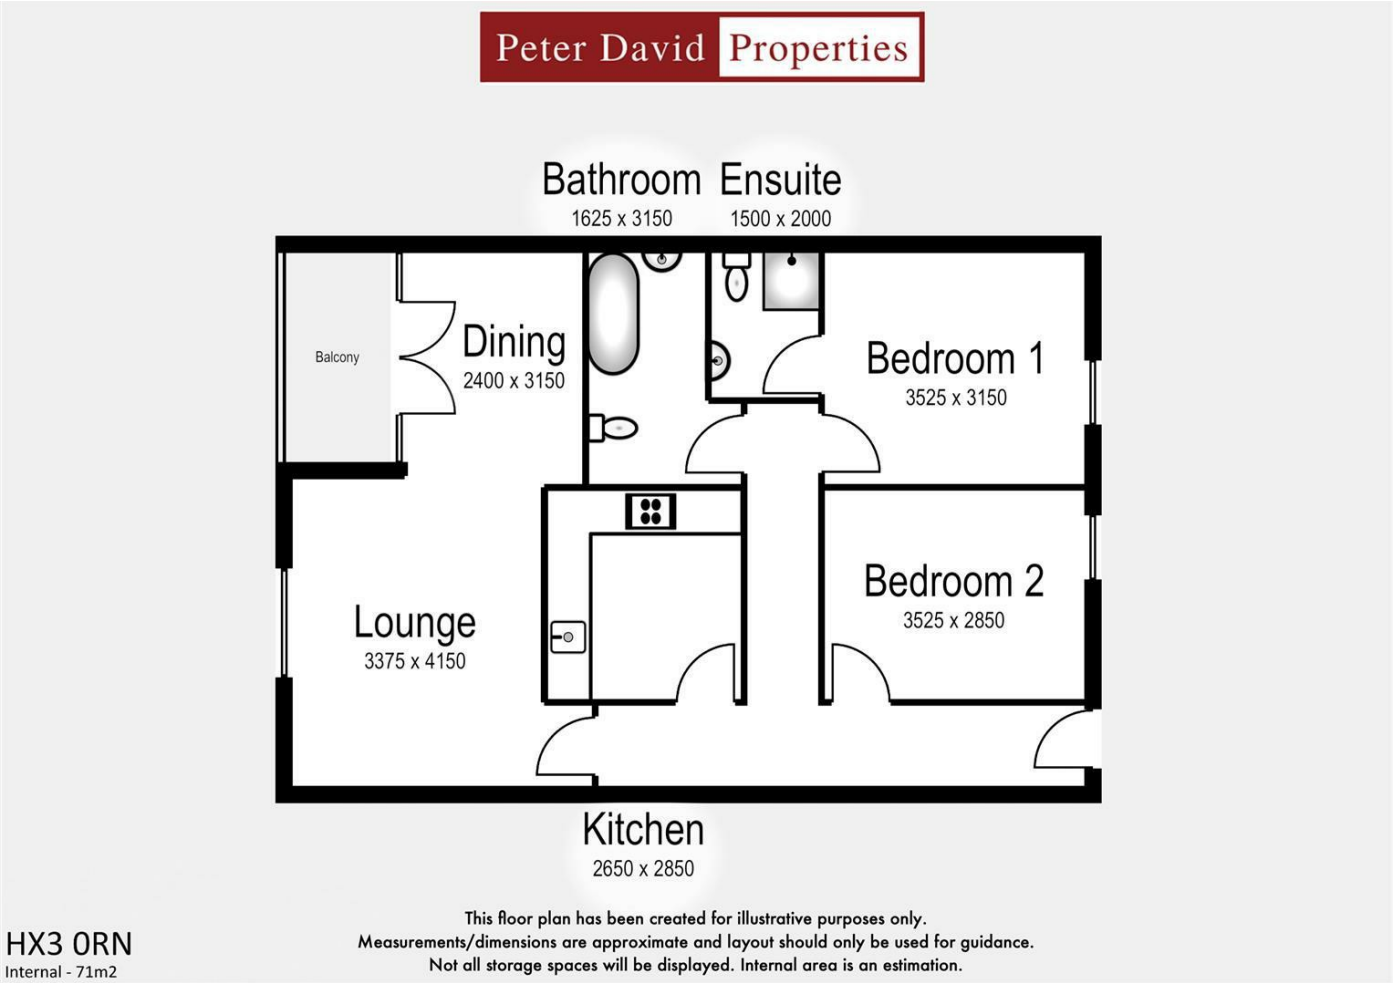 Peter David Properties
Bathroom
1625 x 3150
Ensuite
1500 x 2000
Balcony
Dining
2400 x 3150
Bedroom 1
3525 x 3150
Lounge
3375 x 4150
Bedroom 2
3525 x 2850
Kitchen
2650 x 2850
This floor plan has been created for illustrative purposes only.
Measurements/dimensions are approximate and layout should only be used for guidance.
Not all storage spaces will be displayed. Internal area is an estimation.
HX3 0RN
Internal - 71m2